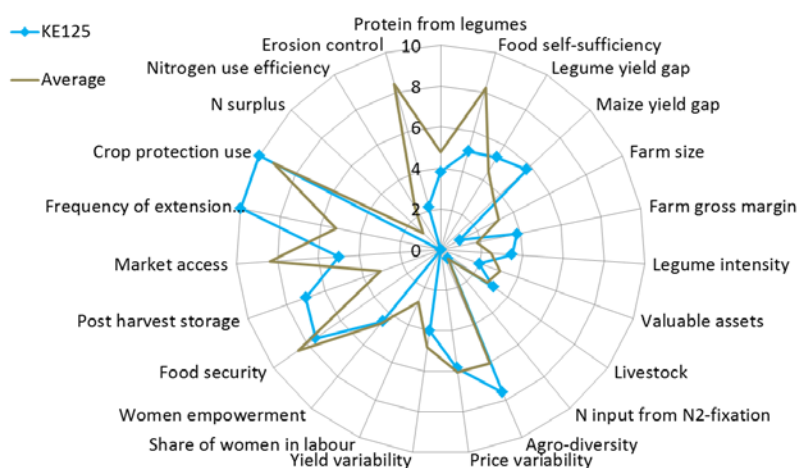 KE125
Average
Protein from legumes
Food self-sufficiency
Legume yield gap
Maize yield gap
Farm size
Farm gross margin
Legume intensity
Valuable assets
Livestock
N input from N2-fixation
Agro-diversity
Price variability
Yield variability
Share of women in labour
Women empowerment
Food security
Post harvest storage
Market access
Frequency of extension...
Crop protection use
N surplus
Nitrogen use efficiency
Erosion control
10
8
6
4
2
0